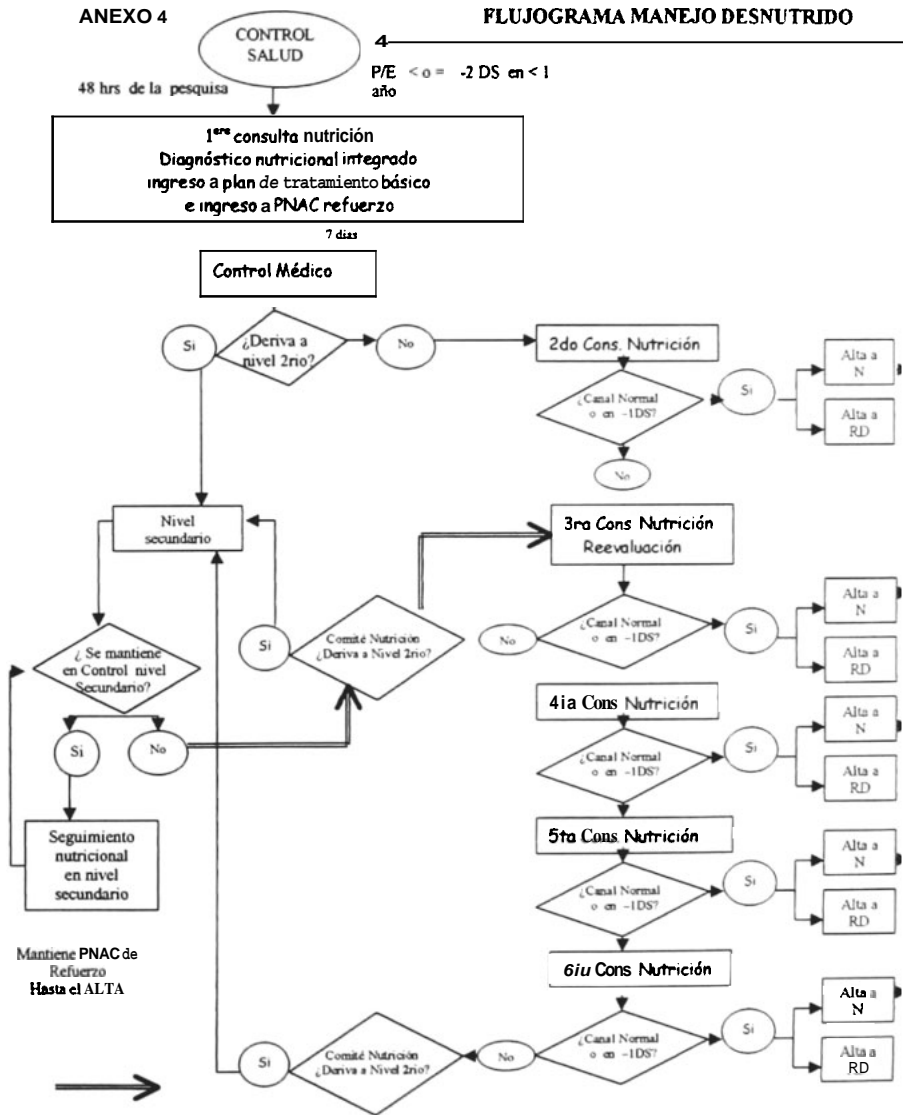 ANEXO 4
FLUJOGRAMA MANEJO DESNUTRIDO
CONTROL
SALUD
4
P/E < o = -2 DS en < 1
año
48 hrs de la pesquisa
1ere consulta nutrición
Diagnóstico nutricional integrado
ingreso a plan de tratamiento básico
e ingreso a PNAC refuerzo
7 dias
Control Médico
Si
¿Deriva a
nivel 2rio?
No
2do Cons. Nutrición
¿Canal Normal
o en -1DS?
Si
Alta a
N
Alta a
RD
No
Nivel
secundario
3ra Cons Nutrición
Reevaluación
Si
Comité Nutrición
¿Deriva a Nivel 2rio?
No
¿Canal Normal
o en -1DS?
Si
Alta a
N
Alta a
RD
¿ Se mantiene
en Control nivel
Secundario?
Si
No
4ia Cons Nutrición
¿Canal Normal
o en -1DS?
Si
Alta a
N
Alta a
RD
Seguimiento
nutricional
en nivel
secundario
5ta Cons. Nutrición
¿Canal Normal
o en -1DS?
Si
Alta a
N
Alta a
RD
Mantiene PNAC de
Refuerzo
Hasta el ALTA
6iu Cons Nutrición
Si
Comité Nutrición
¿Deriva a Nivel 2rio?
No
¿Canal Normal
o en -1DS?
Si
Alta a
N
Alta a
RD